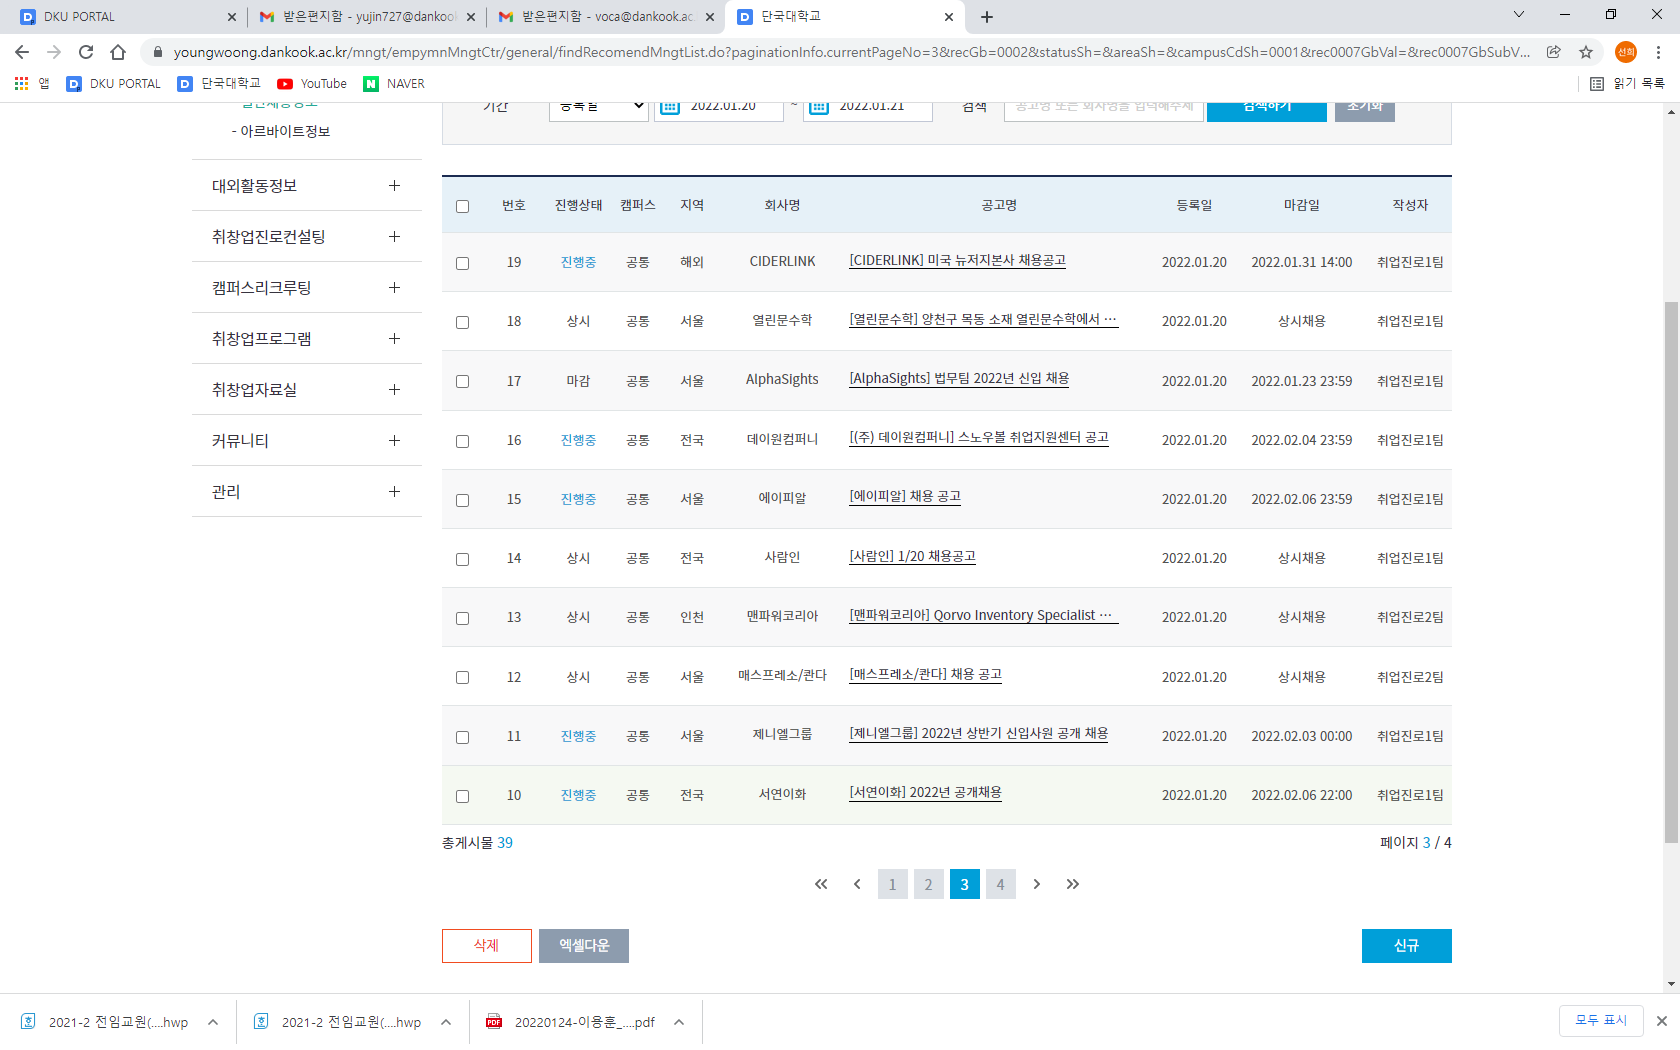 DKU PORTAL
받은편지함 - yujin727@dankook
받은편지함 - voca@dankook.ac.
단국대학교
youngwoong.dankook.ac.kr/mngt/empymnMngtCtr/general/findRecomendMngtList.do?paginationInfo.currentPageNo=3&recGb=0002&statusSh=&areaSh=&campusCdSh=0001&rec0007GbVal=&rec0007GbSubV...
선희
앱
DKU PORTAL
단국대학교
YouTube
NAVER
읽기 목록
일반채용정보
- 아르바이트정보
대외활동정보
취창업진로컨설팅
캠퍼스리크루팅
취창업프로그램
취창업자료실
커뮤니티
관리
기간 등록일 2022.01.20 ~ 2022.01.21 검색 공고명 또는 회사명을 입력해주세 검색하기 초기화
번호 진행상태 캠퍼스 지역 회사명 공고명 등록일 마감일 작성자
19 진행중 공통 해외 CIDERLINK [CIDERLINK] 미국 뉴저지본사 채용공고 2022.01.20 2022.01.31 14:00 취업진로1팀
18 상시 공통 서울 열린문수학 [열린문수학] 양천구 목동 소재 열린문수학에서 ··· 2022.01.20 상시채용 취업진로1팀
17 마감 공통 서울 AlphaSights [AlphaSights] 법무팀 2022년 신입 채용 2022.01.20 2022.01.23 23:59 취업진로1팀
16 진행중 공통 전국 데이원컴퍼니 [(주) 데이원컴퍼니] 스노우볼 취업지원센터 공고 2022.01.20 2022.02.04 23:59 취업진로1팀
15 진행중 공통 서울 에이피알 [에이피알] 채용 공고 2022.01.20 2022.02.06 23:59 취업진로1팀
14 상시 공통 전국 사람인 [사람인] 1/20 채용공고 2022.01.20 상시채용 취업진로1팀
13 상시 공통 인천 맨파워코리아 [맨파워코리아] Qorvo Inventory Specialist ··· 2022.01.20 상시채용 취업진로2팀
12 상시 공통 서울 매스프레소/콴다 [매스프레소/콴다] 채용 공고 2022.01.20 상시채용 취업진로2팀
11 진행중 공통 서울 제니엘그룹 [제니엘그룹] 2022년 상반기 신입사원 공개 채용 2022.01.20 2022.02.03 00:00 취업진로1팀
10 진행중 공통 전국 서연이화 [서연이화] 2022년 공개채용 2022.01.20 2022.02.06 22:00 취업진로1팀
총게시물 39
페이지 3 / 4
1 2 3 4
삭제
엑셀다운
신규
2021-2 전임교원(....hwp
2021-2 전임교원(....hwp
PDF
20220124-이용훈_....pdf
모두 표시